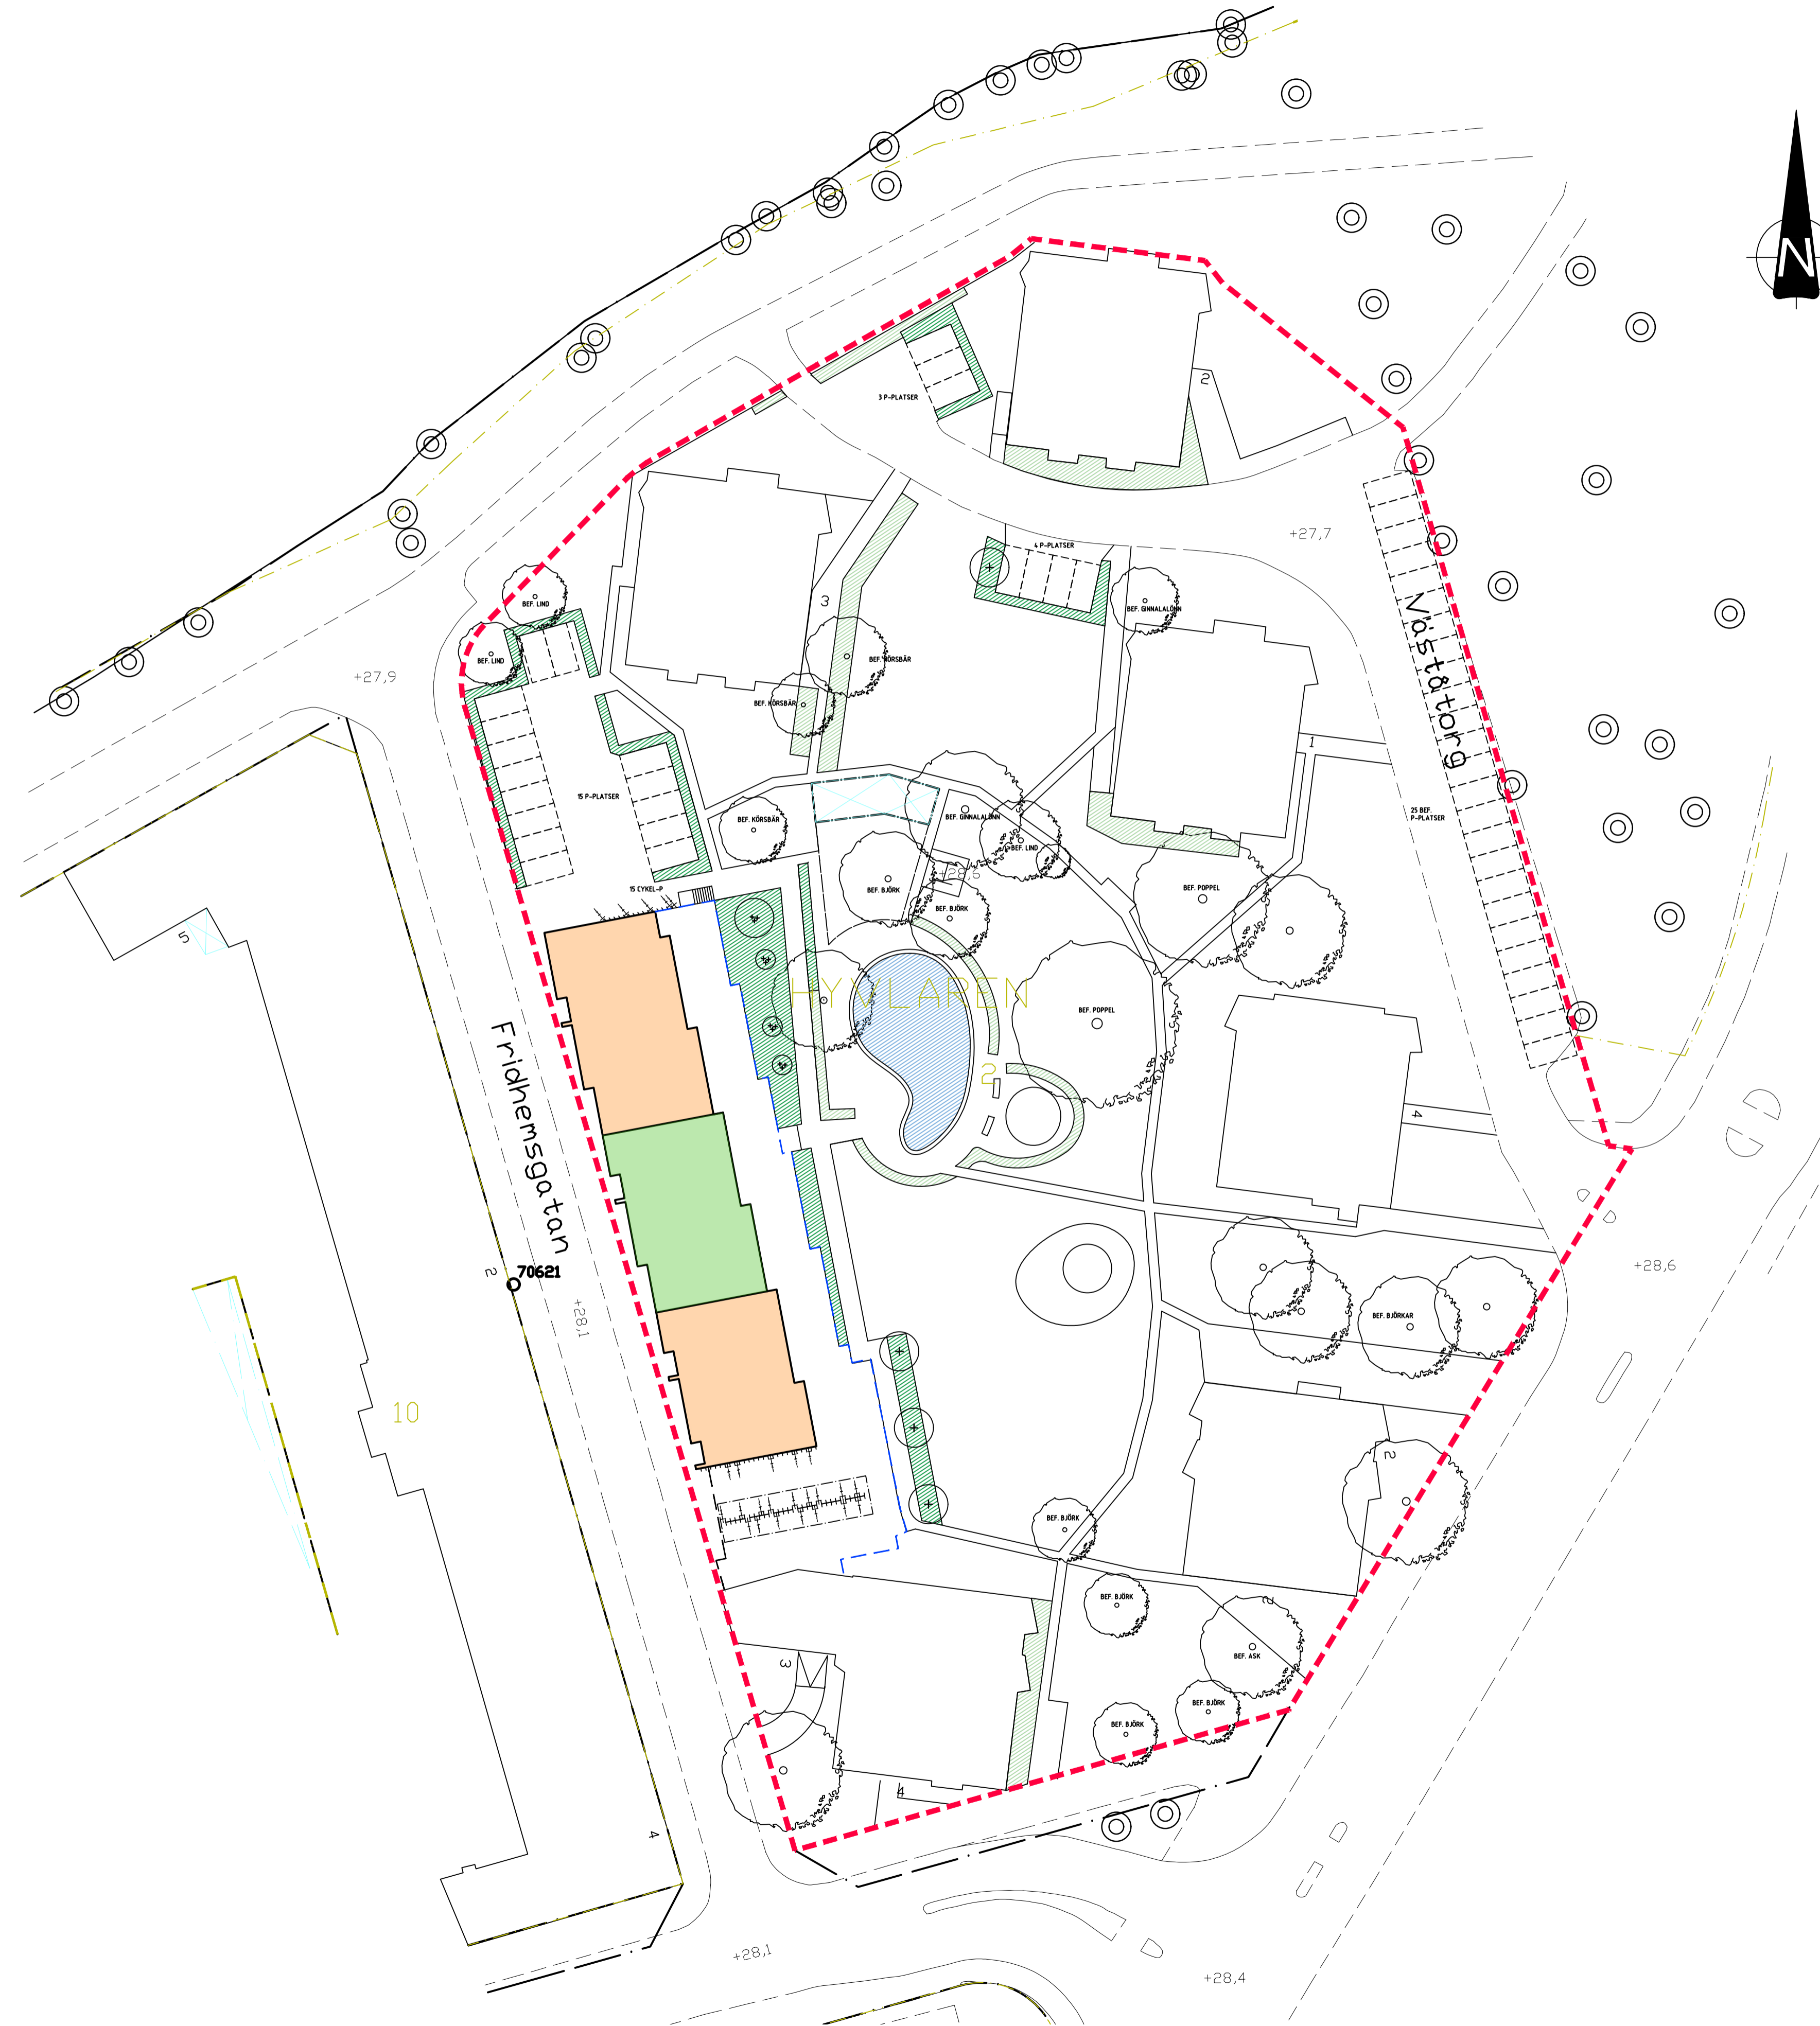 N
2
3 P-PLATSER
+27,7
4 P-PLATSER
BEF. LIND
3
BEF. GINNALALÖNN
BEF. LIND
BEF. KÖRSBÄR
+27,9
BEF. KÖRSBÄR
Väståtorg
1
15 P-PLATSER
BEF. KÖRSBÄR
BEF. GINNALALÖNN
25 BEF.
P-PLATSER
BEF. LIND
+28,6
15 CYKEL-P
BEF. BJÖRK
BEF. POPPEL
BEF. BJÖRK
5
HYVLAREN
BEF. POPPEL
2
4
Fridhemsgatan
2
70621
+28,1
+28,6
BEF. BJÖRKAR
10
2
BEF. BJÖRK
BEF. BJÖRK
2
BEF. ASK
3
BEF. BJÖRK
BEF. BJÖRK
4
4
+28,1
+28,4